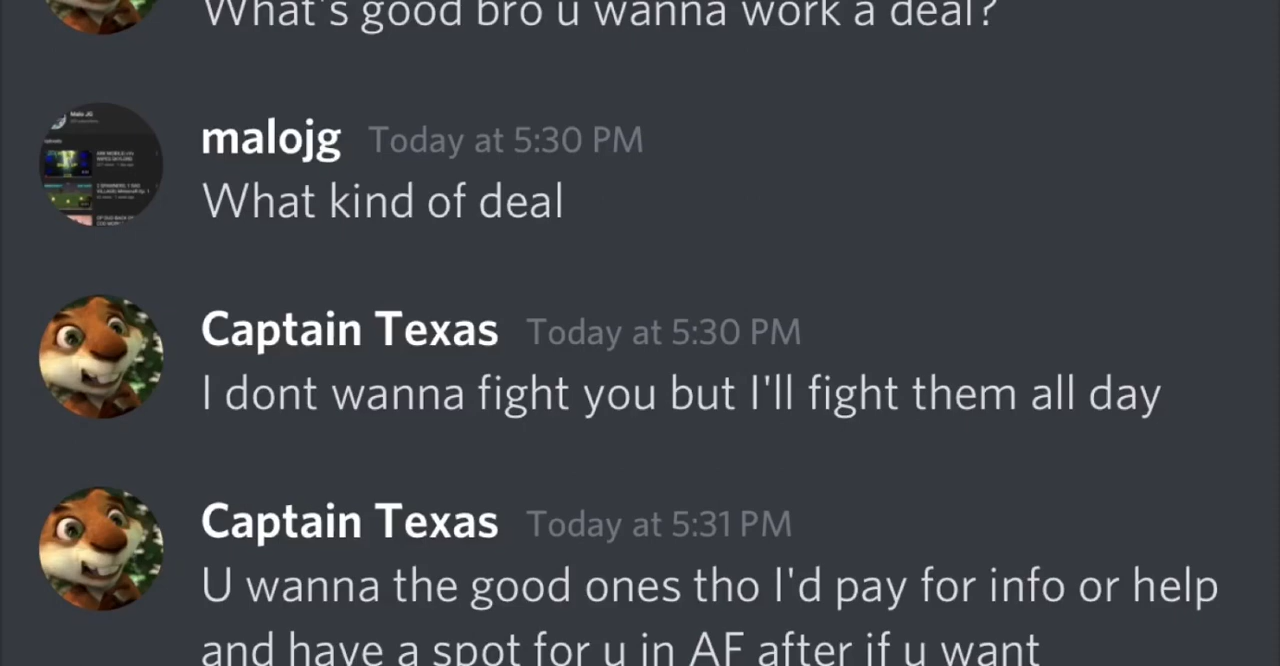 What's good bro u wanna work a deal?
malojg Today at 5:30 PM
What kind of deal
Captain Texas Today at 5:30 PM
I dont wanna fight you but I'll fight them all day
Captain Texas Today at 5:31 PM
U wanna the good ones tho I'd pay for info or help
and have a spot for u in AF after if u want